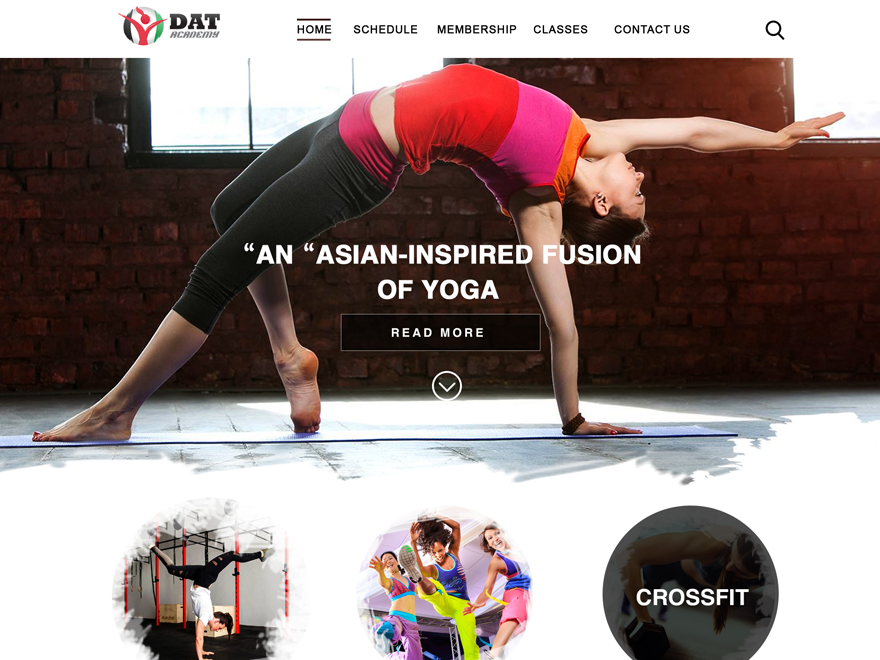 DAT
ACADEMY
HOME SCHEDULE MEMBERSHIP CLASSES CONTACT US
“AN “ASIAN-INSPIRED FUSION
OF YOGA
READ MORE
CROSSFIT